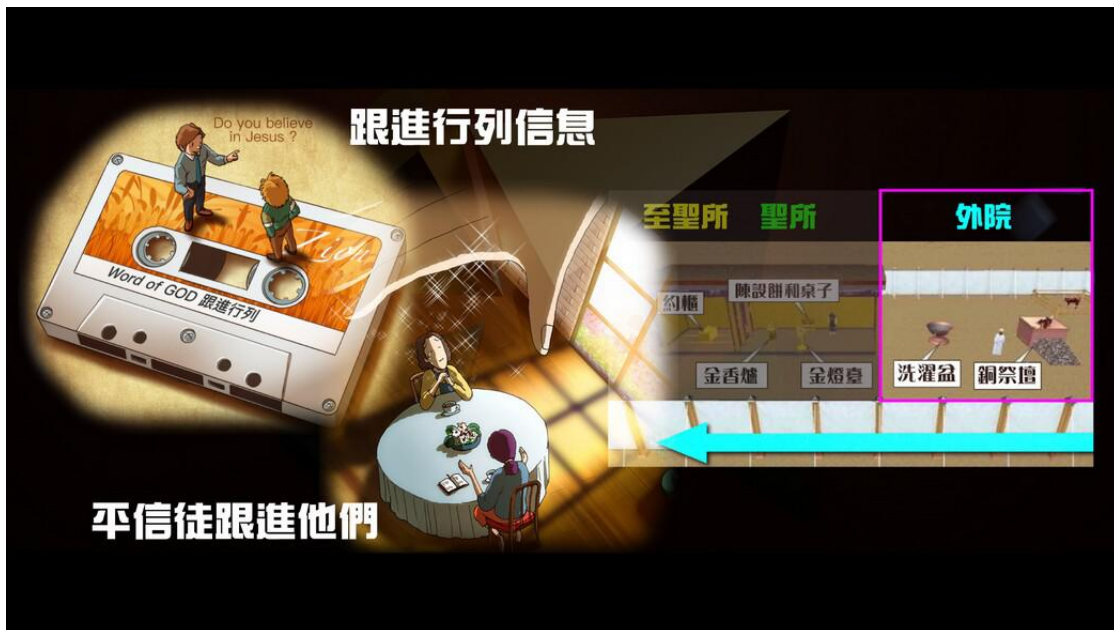 Do you believe
in Jesus ?
跟進行列信息
Word of GOD 跟進行列
至聖所
聖所
外院
約櫃
陳設餅和桌子
金香爐
金燈臺
洗濯盆
銅祭壇
平信徒跟進他們